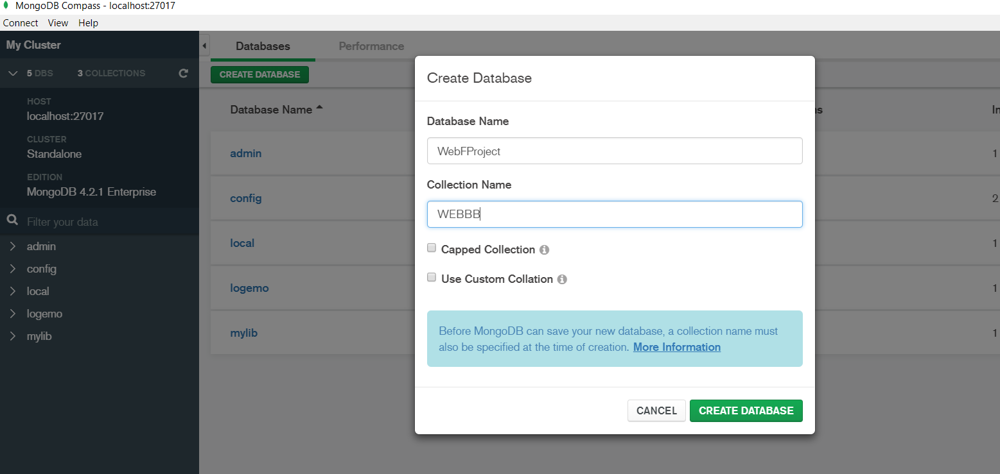 MongoDB Compass - localhost:27017
Connect View Help
My Cluster
5 DBS 3 COLLECTIONS
HOST
localhost:27017
CLUSTER
Standalone
EDITION
MongoDB 4.2.1 Enterprise
Filter your data
admin
config
local
logemo
mylib
Databases Performance
CREATE DATABASE
Database Name
admin 1
config 2
local 1
logemo 1
mylib 1
Create Database
Database Name
WebFProject
Collection Name
WEBBB
Capped Collection
Use Custom Collation
Before MongoDB can save your new database, a collection name must
also be specified at the time of creation. More Information
CANCEL CREATE DATABASE